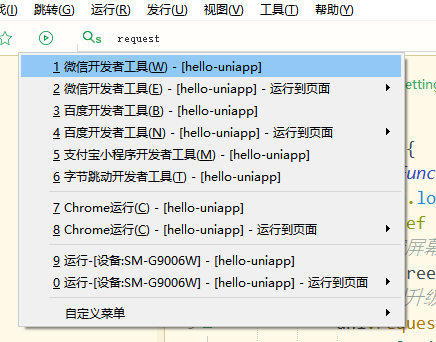 跳转(G) 运行(R) 发行(U) 视图(V) 工具(T) 帮助(Y)
request
1 微信开发者工具(W) - [hello-uniapp]
2 微信开发者工具(E) - [hello-uniapp] - 运行到页面
3 百度开发者工具(B) - [hello-uniapp]
4 百度开发者工具(N) - [hello-uniapp] - 运行到页面
5 支付宝小程序开发者工具(M) - [hello-uniapp]
6 字节跳动开发者工具(T) - [hello-uniapp]
7 Chrome运行(C) - [hello-uniapp]
8 Chrome运行(C) - [hello-uniapp] - 运行到页面
9 运行-[设备:SM-G9006W] - [hello-uniapp]
0 运行-[设备:SM-G9006W] - [hello-uniapp] - 运行到页面
自定义菜单
etting
{
func
.lo
ef
屏幕
ree
升级
uni.reque